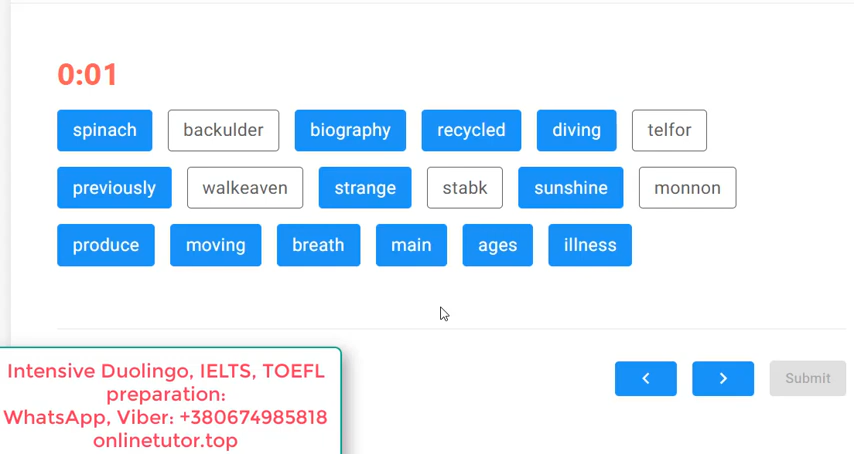 0:01
spinach backulder biography recycled diving telfor
previously walkeaven strange stabk sunshine monnon
produce moving breath main ages illness
Submit
Intensive Duolingo, IELTS, TOEFL
preparation:
WhatsApp, Viber: +380674985818
onlinetutor.top